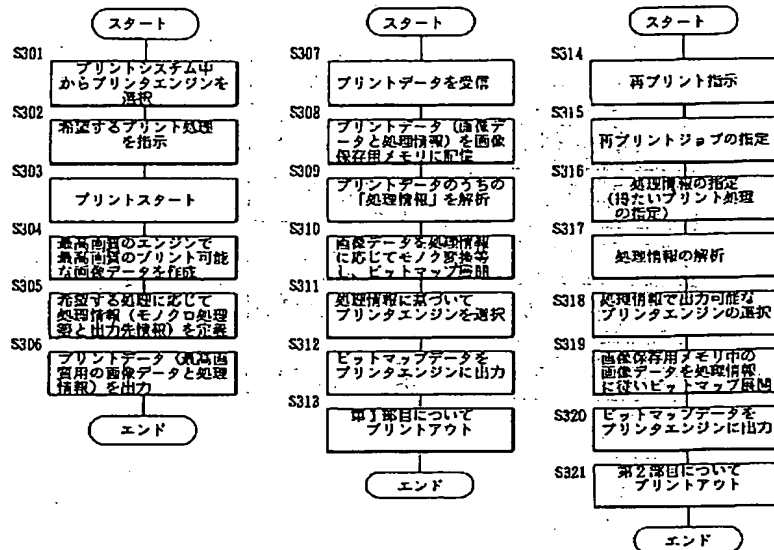 スタート
S301
プリントシステム中
からプリンタエンジンを
選択
S302
希望するプリント処理
を指示
S303
プリントスタート
S304
最高画質のエンジンで
最高画質のプリント可能
な画像データを作成
S305
希望する処理に応じて
処理情報(モノクロ処理
要と出力先情報)を定義
S306
プリントデータ(最高画
質用の画像データと処理
情報)を出力
エンド
スタート
S307
プリントデータを受信
S308
プリントデータ(画像デ
ータと処理情報)を画像
保存用メモリに配信
S309
プリントデータのうちの
「処理情報」を解析
S310
画像データを処理情報
に応じてモノクロ変換等
し、ビットマップ展開
S311
処理情報に基づいて
プリンタエンジンを選択
S312
ビットマップデータを
プリンタエンジンに出力
S313
第1部目について
プリントアウト
エンド
スタート
S314
再プリント指示
S315
再プリントジョブの指定
S316
処理情報の指定
(得たいプリント処理
の指定)
S317
処理情報の解析
S318
処理情報で出力可能な
プリンタエンジンの選択
S319
画像保存用メモリ中の
画像データを処理情報
に従いビットマップ展開
S320
ビットマップデータを
プリンタエンジンに出力
S321
第2部目について
プリントアウト
エンド